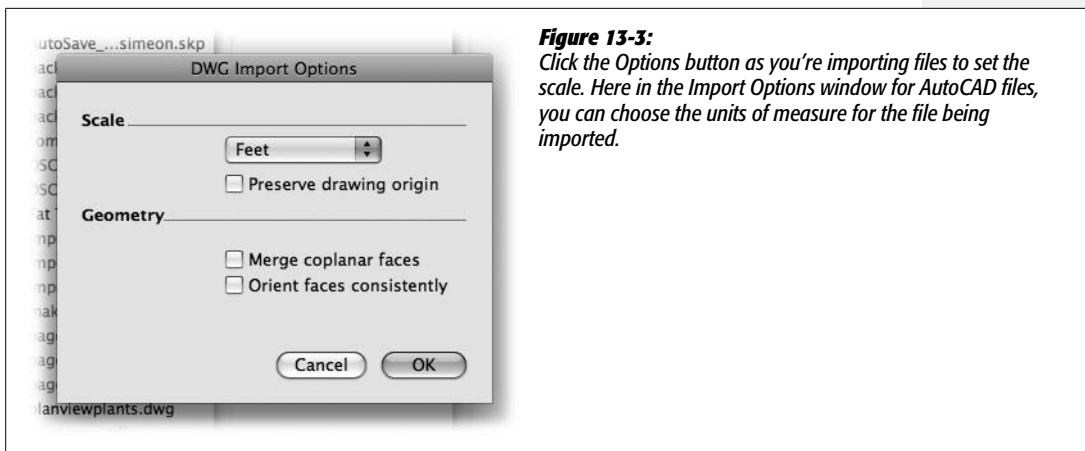 utoSave_...simeon.skp
DWG Import Options
Scale
Feet
Preserve drawing origin
Geometry
Merge coplanar faces
Orient faces consistently
Cancel
OK
lanviewplants.dwg
Figure 13-3:
Click the Options button as you're importing files to set the
scale. Here in the Import Options window for AutoCAD files,
you can choose the units of measure for the file being
imported.